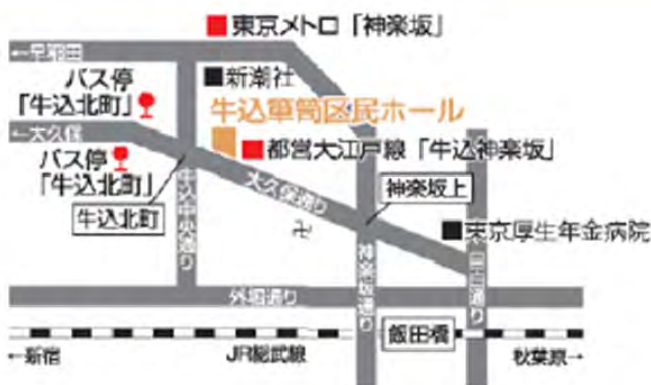 東京メトロ「神楽坂」
←早稲田
バス停
「牛込北町」
新潮社
牛込箪笥区民ホール
←大久保
都営大江戸線「牛込神楽坂」
バス停
「牛込北町」
大久保通り
神楽坂上
牛込北町
牛込中央通り
卍
東京厚生年金病院
外堀通り
神楽坂通り
目白通り
飯田橋
←新宿
JR総武線
秋葉原→